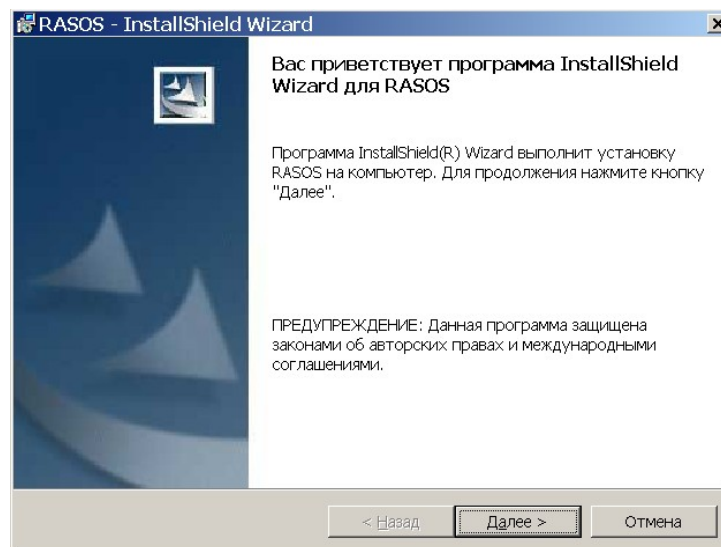 RASOS - InstallShield Wizard
Вас приветствует программа InstallShield
Wizard для RASOS
Программа InstallShield(R) Wizard выполнит установку
RASOS на компьютер. Для продолжения нажмите кнопку
"Далее".
ПРЕДУПРЕЖДЕНИЕ: Данная программа защищена
законами об авторских правах и международными
соглашениями.
< Назад
Далее >
Отмена